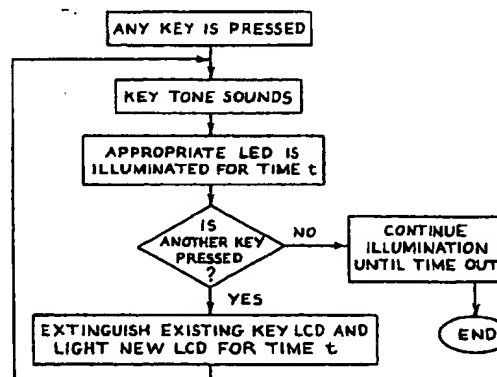 ANY KEY IS PRESSED
KEY TONE SOUNDS
APPROPRIATE LED IS
ILLUMINATED FOR TIME t
IS
ANOTHER KEY
PRESSED
?
NO
CONTINUE
ILLUMINATION
UNTIL TIME OUT
END
YES
EXTINGUISH EXISTING KEY LCD AND
LIGHT NEW LCD FOR TIME t